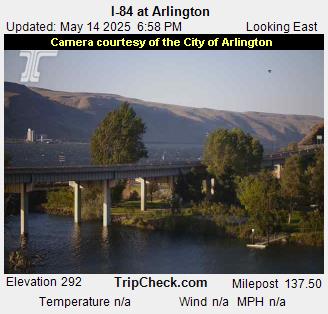 I-84 at Arlington
Updated: May 14 2025 6:58 PM Looking East
Camera courtesy of the City of Arlington
Elevation 292 TripCheck.com Milepost 137.50
Temperature n/a Wind n/a MPH n/a